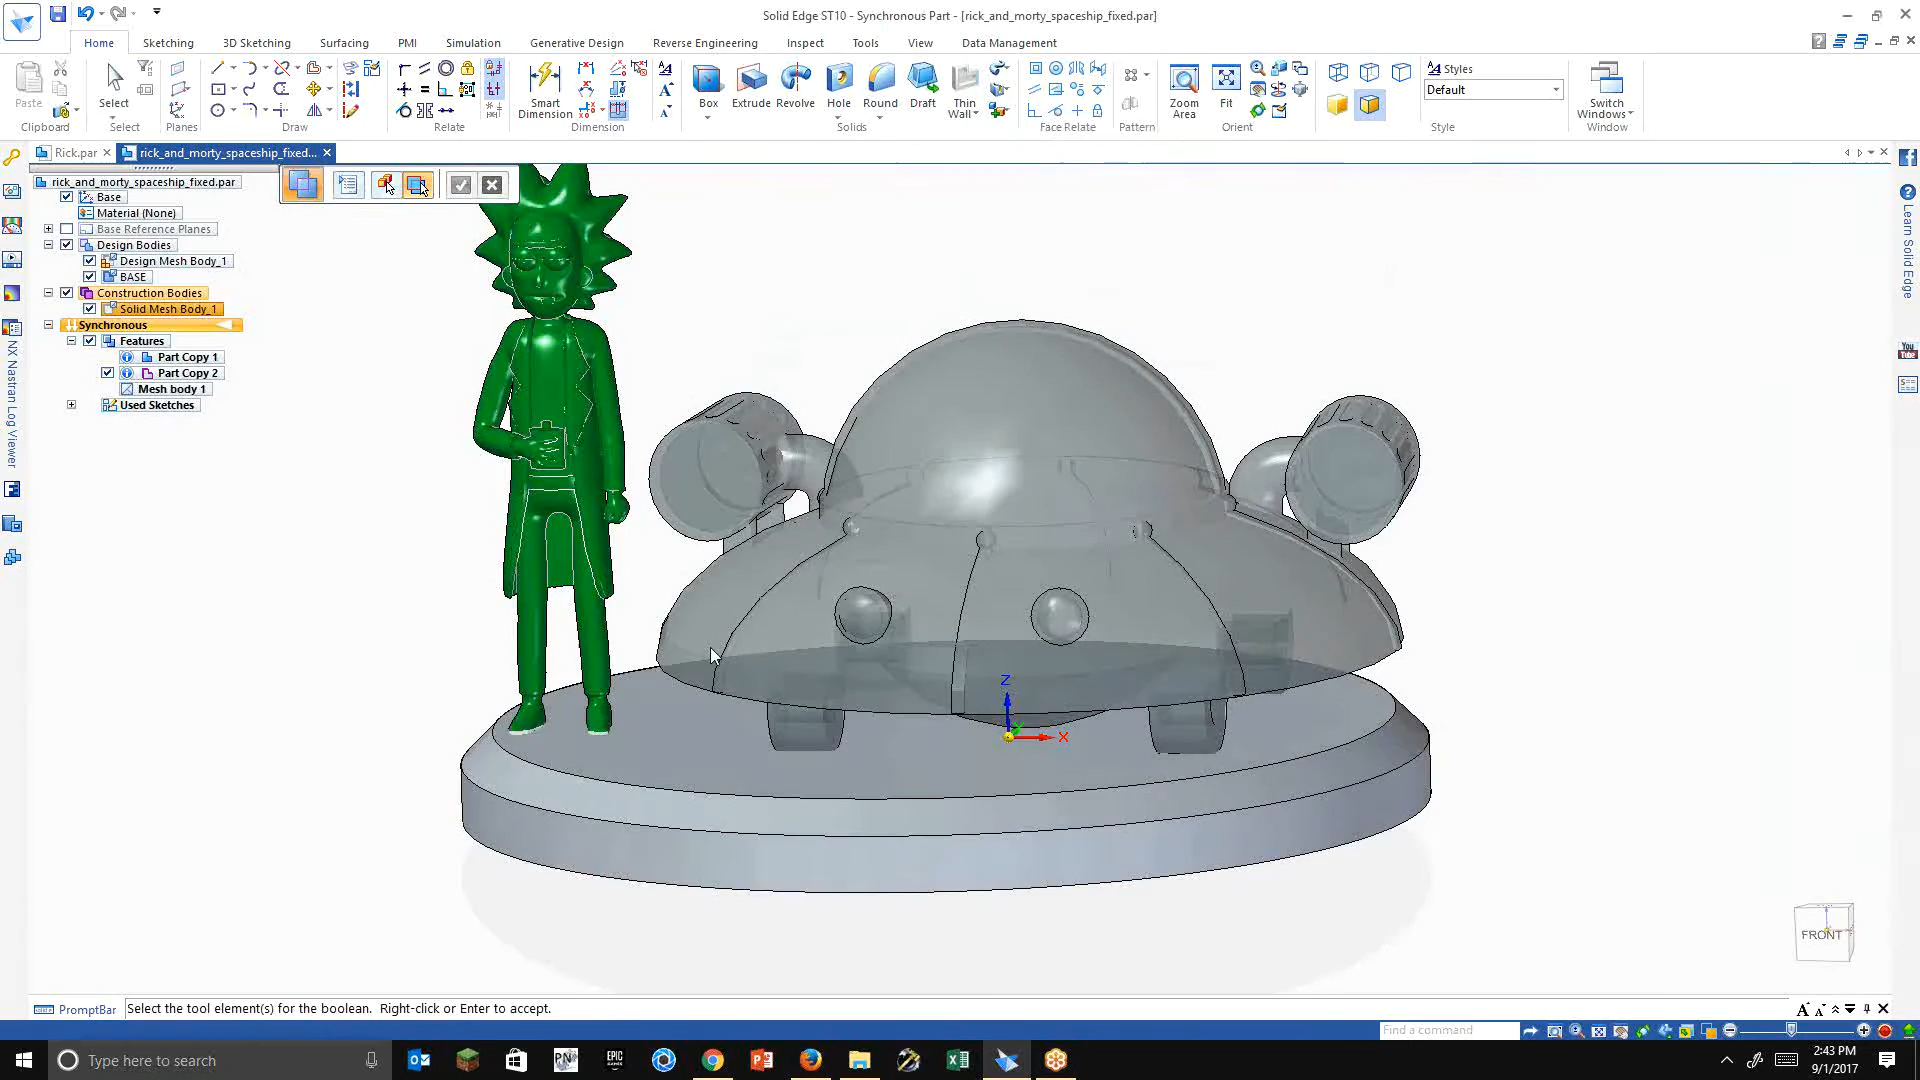 Solid Edge ST10 - Synchronous Part - [rick_and_morty_spaceship_fixed.par]
Home Sketching 3D Sketching Surfacing PMI Simulation Generative Design Reverse Engineering Inspect Tools View Data Management
Paste
Clipboard
Select
Select
Planes
Draw
Relate
Smart Dimension
Dimension
Box Extrude Revolve Hole Round Draft Thin Wall
Solids
Face Relate
Pattern
Zoom Area
Fit
Orient
Styles
Default
Style
Switch Windows
Window
Rick.par
rick_and_morty_spaceship_fixed...
rick_and_morty_spaceship_fixed.par
Base
Material (None)
Base Reference Planes
Design Bodies
Design Mesh Body_1
BASE
Construction Bodies
Solid Mesh Body_1
Synchronous
Features
Part Copy 1
Part Copy 2
Mesh body 1
Used Sketches
NX Nastran Log Viewer
Learn Solid Edge
You Tube
Z
X
FRONT
PromptBar
Select the tool element(s) for the boolean. Right-click or Enter to accept.
Find a command
Type here to search
PN
EPIC GAMES
2:43 PM
9/1/2017